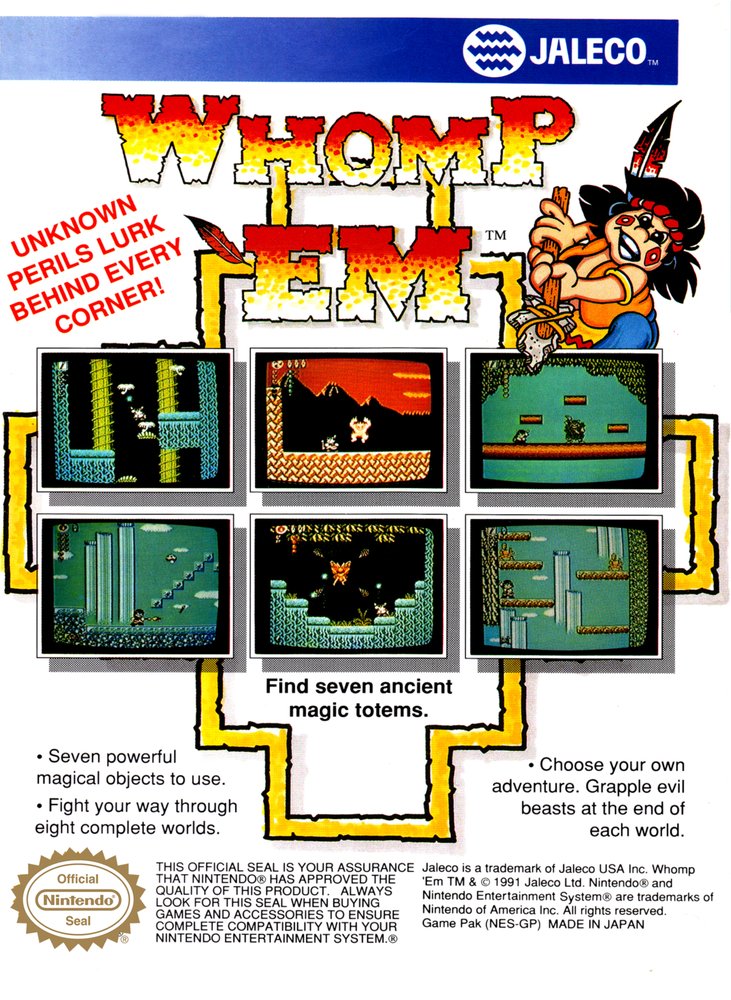 JALECO™
WHOMP
'EM™
UNKNOWN
PERILS LURK
BEHIND EVERY
CORNER!
Find seven ancient
magic totems.
• Seven powerful
magical objects to use.
• Fight your way through
eight complete worlds.
• Choose your own
adventure. Grapple evil
beasts at the end of
each world.
Official
Nintendo®
Seal
®
THIS OFFICIAL SEAL IS YOUR ASSURANCE
THAT NINTENDO® HAS APPROVED THE
QUALITY OF THIS PRODUCT. ALWAYS
LOOK FOR THIS SEAL WHEN BUYING
GAMES AND ACCESSORIES TO ENSURE
COMPLETE COMPATIBILITY WITH YOUR
NINTENDO ENTERTAINMENT SYSTEM.®
Jaleco is a trademark of Jaleco USA Inc. Whomp
'Em TM & © 1991 Jaleco Ltd. Nintendo® and
Nintendo Entertainment System® are trademarks of
Nintendo of America Inc. All rights reserved.
Game Pak (NES-GP) MADE IN JAPAN